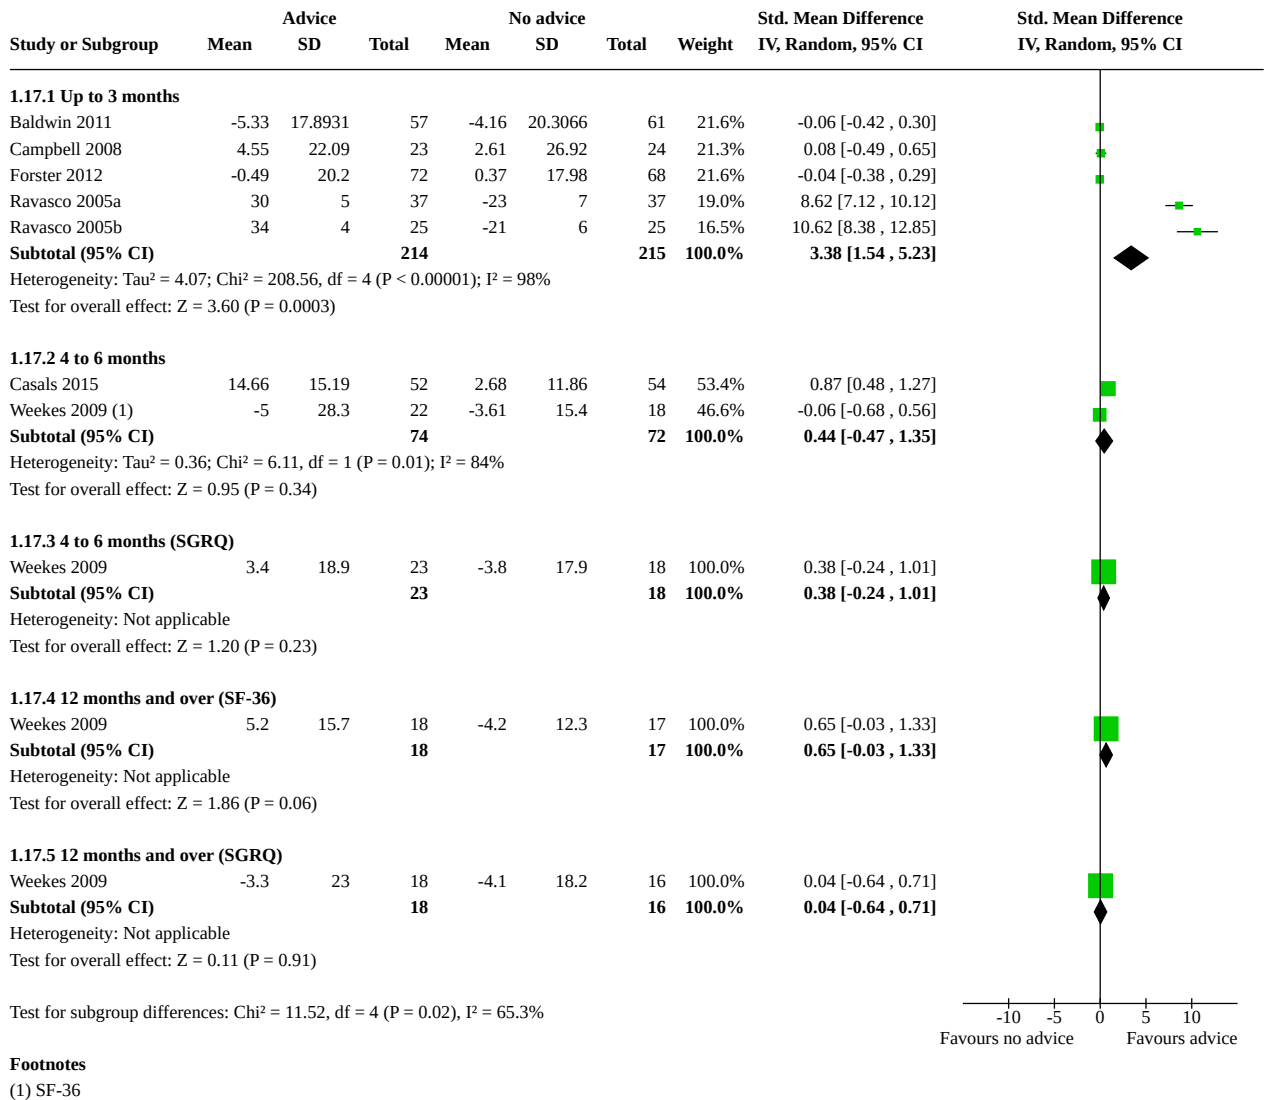 Advice No advice Std. Mean Difference Std. Mean Difference
Study or Subgroup Mean SD Total Mean SD Total Weight IV, Random, 95% CI IV, Random, 95% CI
1.17.1 Up to 3 months
Baldwin 2011 -5.33 17.8931 57 -4.16 20.3066 61 21.6% -0.06 [-0.42 , 0.30]
Campbell 2008 4.55 22.09 23 2.61 26.92 24 21.3% 0.08 [-0.49 , 0.65]
Forster 2012 -0.49 20.2 72 0.37 17.98 68 21.6% -0.04 [-0.38 , 0.29]
Ravasco 2005a 30 5 37 -23 7 37 19.0% 8.62 [7.12 , 10.12]
Ravasco 2005b 34 4 25 -21 6 25 16.5% 10.62 [8.38 , 12.85]
Subtotal (95% CI) 214 215 100.0% 3.38 [1.54 , 5.23]
Heterogeneity: Tau² = 4.07; Chi² = 208.56, df = 4 (P < 0.00001); I² = 98%
Test for overall effect: Z = 3.60 (P = 0.0003)
1.17.2 4 to 6 months
Casals 2015 14.66 15.19 52 2.68 11.86 54 53.4% 0.87 [0.48 , 1.27]
Weekes 2009 (1) -5 28.3 22 -3.61 15.4 18 46.6% -0.06 [-0.68 , 0.56]
Subtotal (95% CI) 74 72 100.0% 0.44 [-0.47 , 1.35]
Heterogeneity: Tau² = 0.36; Chi² = 6.11, df = 1 (P = 0.01); I² = 84%
Test for overall effect: Z = 0.95 (P = 0.34)
1.17.3 4 to 6 months (SGRQ)
Weekes 2009 3.4 18.9 23 -3.8 17.9 18 100.0% 0.38 [-0.24 , 1.01]
Subtotal (95% CI) 23 18 100.0% 0.38 [-0.24 , 1.01]
Heterogeneity: Not applicable
Test for overall effect: Z = 1.20 (P = 0.23)
1.17.4 12 months and over (SF-36)
Weekes 2009 5.2 15.7 18 -4.2 12.3 17 100.0% 0.65 [-0.03 , 1.33]
Subtotal (95% CI) 18 17 100.0% 0.65 [-0.03 , 1.33]
Heterogeneity: Not applicable
Test for overall effect: Z = 1.86 (P = 0.06)
1.17.5 12 months and over (SGRQ)
Weekes 2009 -3.3 23 18 -4.1 18.2 16 100.0% 0.04 [-0.64 , 0.71]
Subtotal (95% CI) 18 16 100.0% 0.04 [-0.64 , 0.71]
Heterogeneity: Not applicable
Test for overall effect: Z = 0.11 (P = 0.91)
Test for subgroup differences: Chi² = 11.52, df = 4 (P = 0.02), I² = 65.3%
-10 -5 0 5 10
Favours no advice Favours advice
Footnotes
(1) SF-36